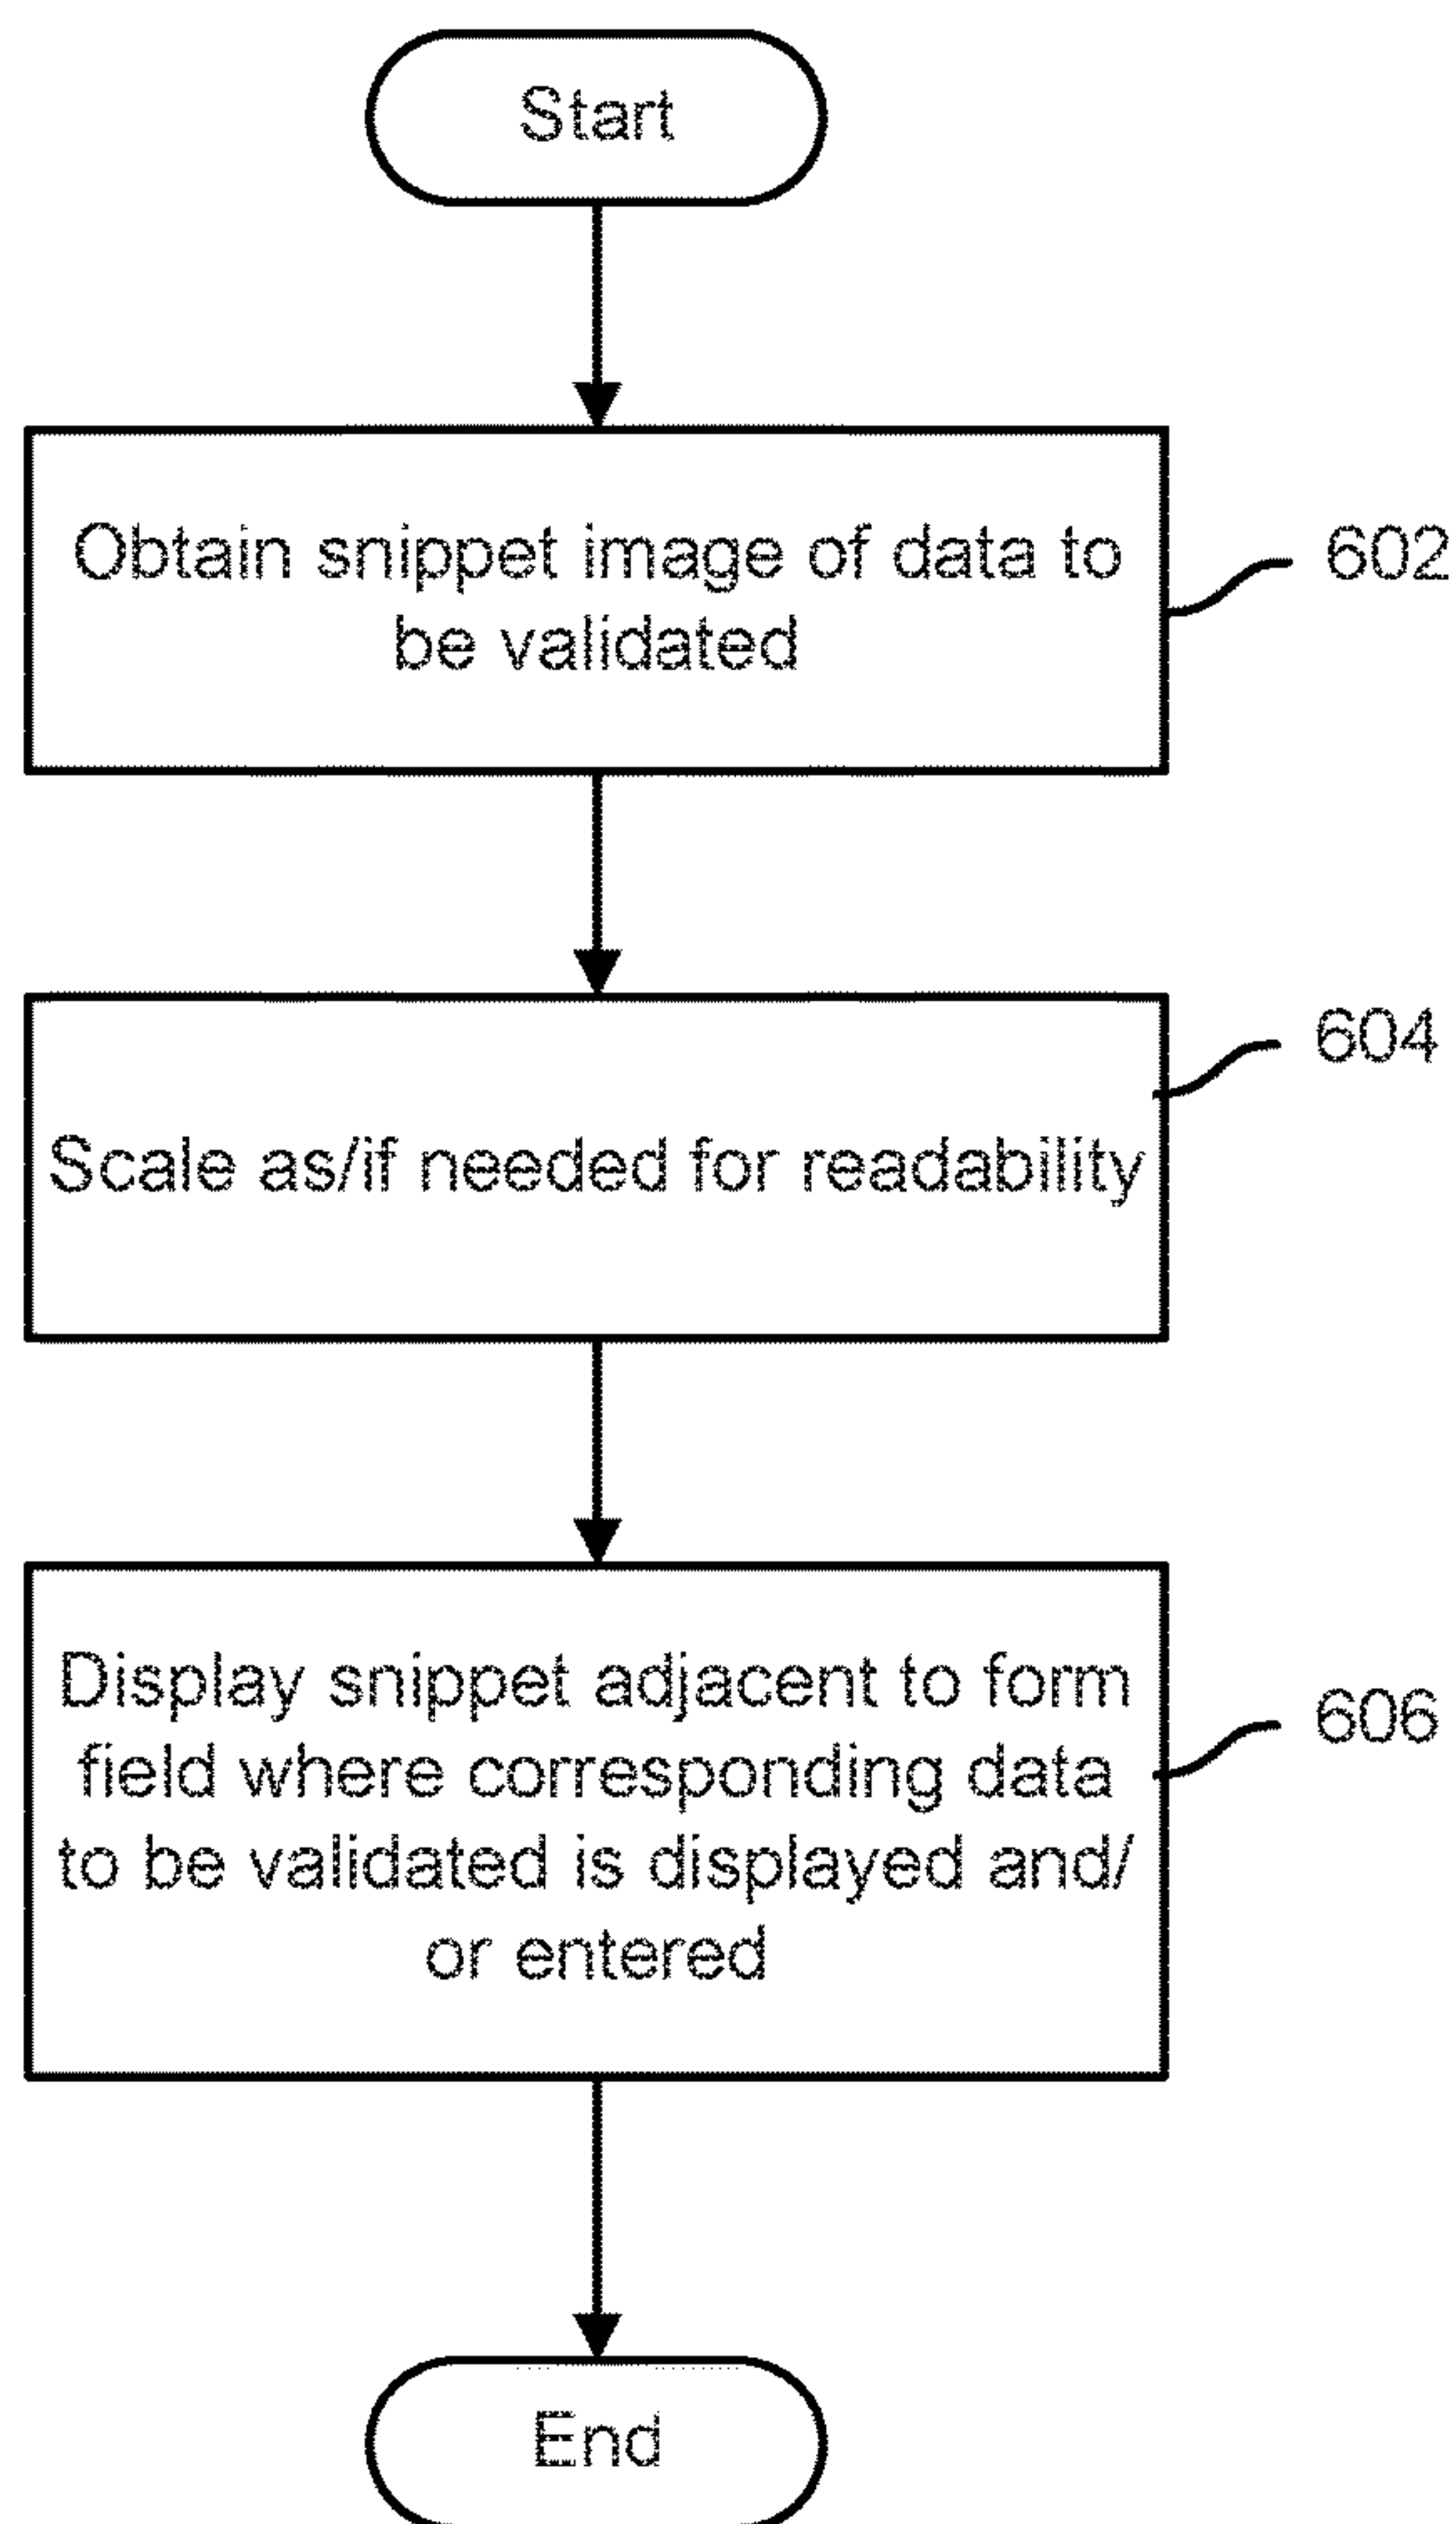 Start
Obtain snippet image of data to
be validated
602
604
Scale as/if needed for readability
Display snippet adjacent to form
field where corresponding data
to be validated is displayed and/
or entered
606
End